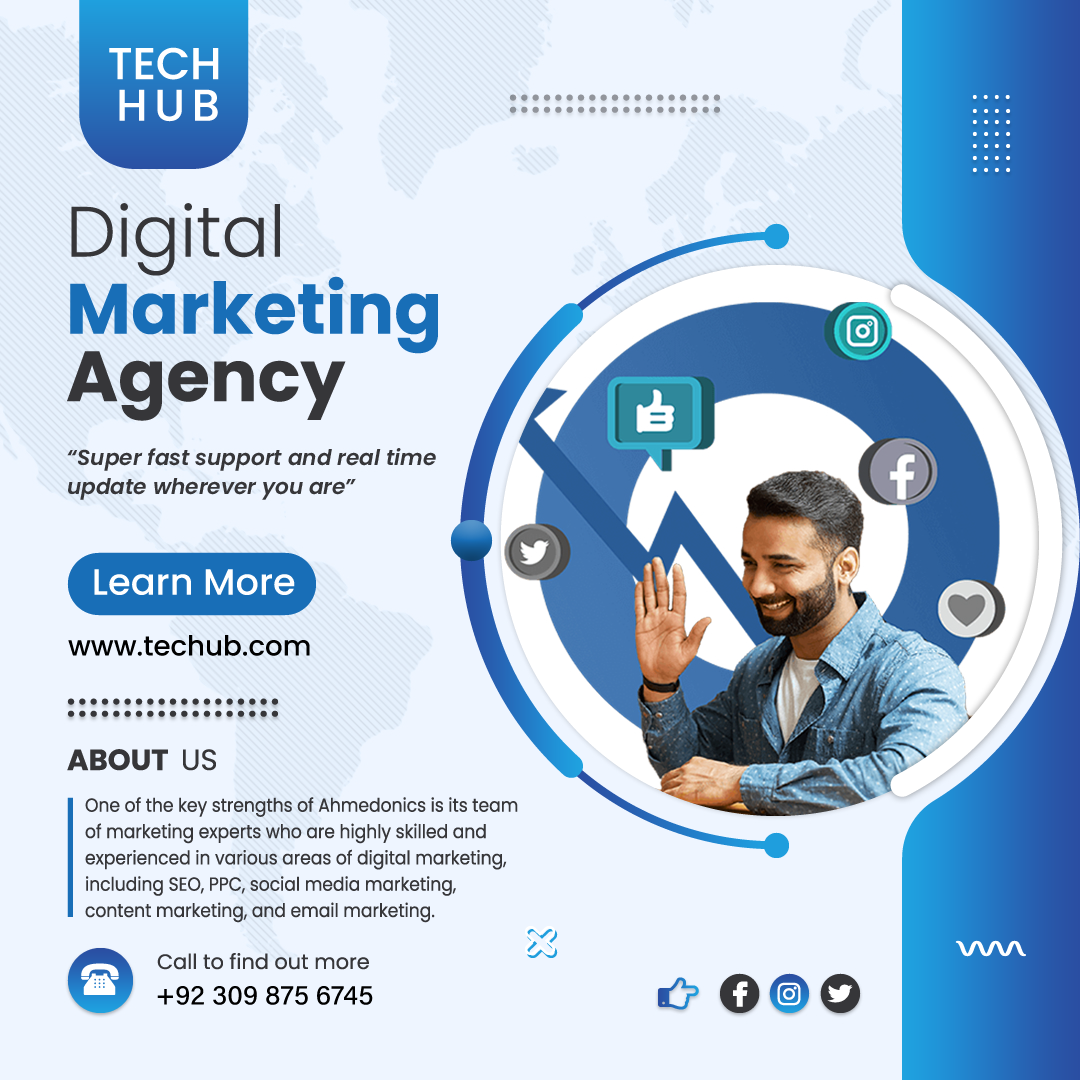 TECH
HUB
Digital
Marketing
Agency
“Super fast support and real time
update wherever you are”
Learn More
www.techub.com
ABOUT US
One of the key strengths of Ahmedonics is its team
of marketing experts who are highly skilled and
experienced in various areas of digital marketing,
including SEO, PPC, social media marketing,
content marketing, and email marketing.
Call to find out more
+92 309 875 6745